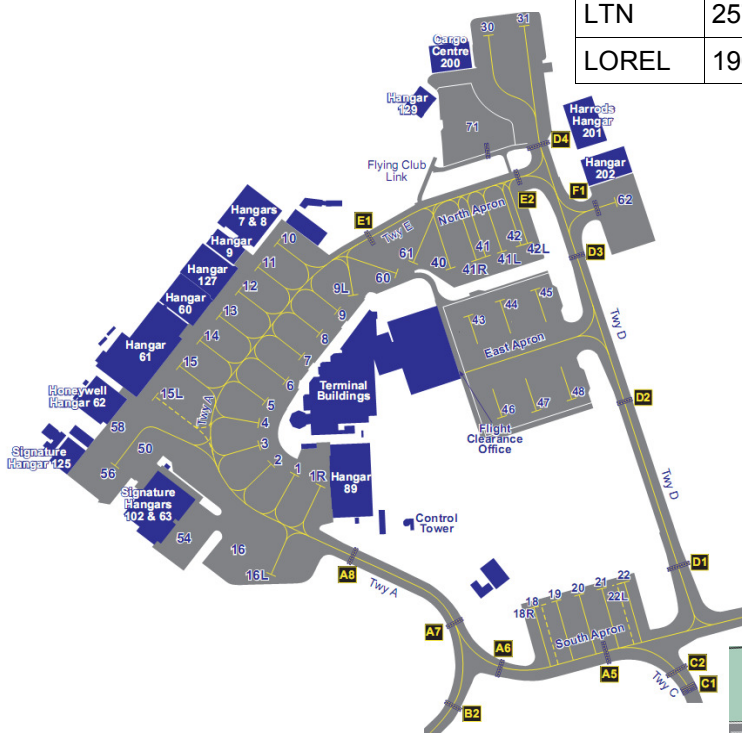 LTN 25
LOREL 19
30
31
Cargo
Centre
200
Hangar
129
71
Harrods
Hangar
201
D4
Hangar
202
Flying Club
Link
E2
F1
62
Hangars
7 & 8
E1
Twy E
North Apron
Hangar
9
10
61
40
41
41R
42
41L
42L
D3
Hangar
127
11
9L
60
Hangar
60
12
9
45
44
43
Twy D
Hangar
61
13
8
East Apron
14
7
15
6
Terminal
Buildings
Honeywell
Hangar 62
15L
Twy A
5
46
47
48
D2
58
4
Flight
Clearance
Office
Signature
Hangar 125
50
3
56
2
1
1R
Hangar
89
Twy D
Signature
Hangars
102 & 63
54
16
16L
Control
Tower
A8
Twy A
D1
18
18R
19
20
21
22
22L
South Apron
A7
A6
A5
C2
C1
Twy C
B2